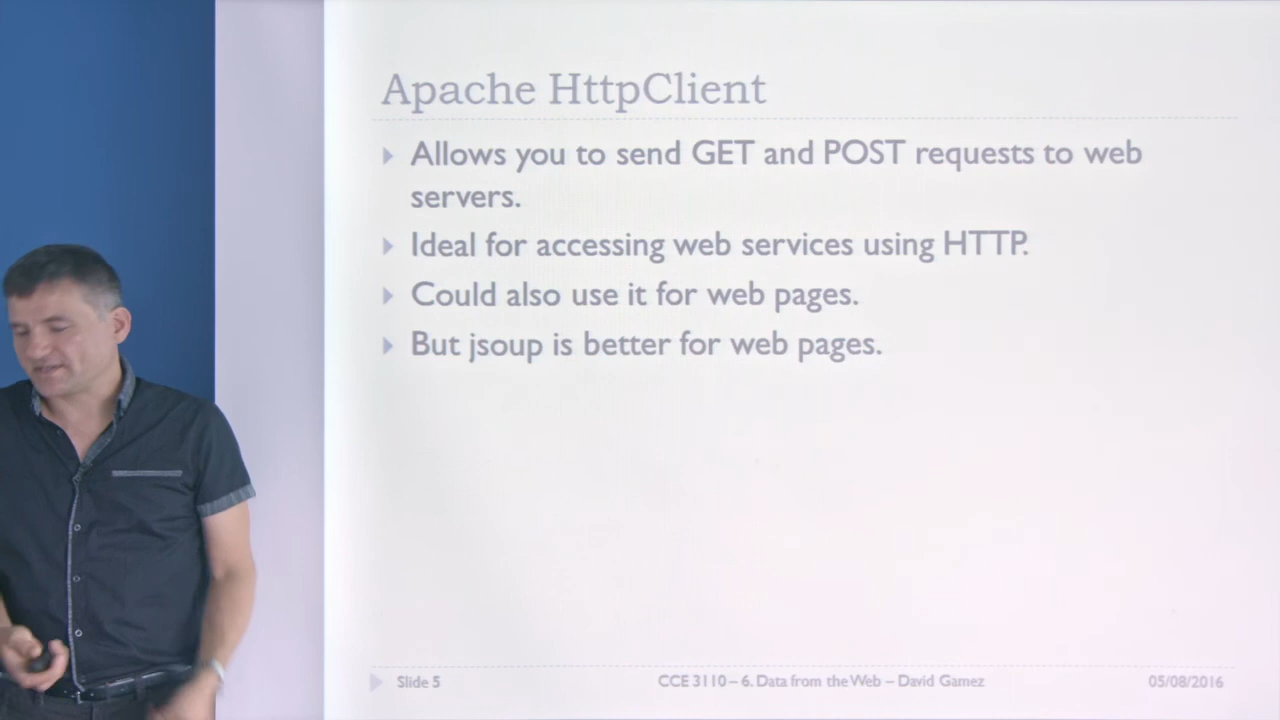 Apache HttpClient
Allows you to send GET and POST requests to web
servers.
Ideal for accessing web services using HTTP.
Could also use it for web pages.
But jsoup is better for web pages.
Slide 5
CCE 3110 – 6. Data from the Web – David Gamez
05/08/2016